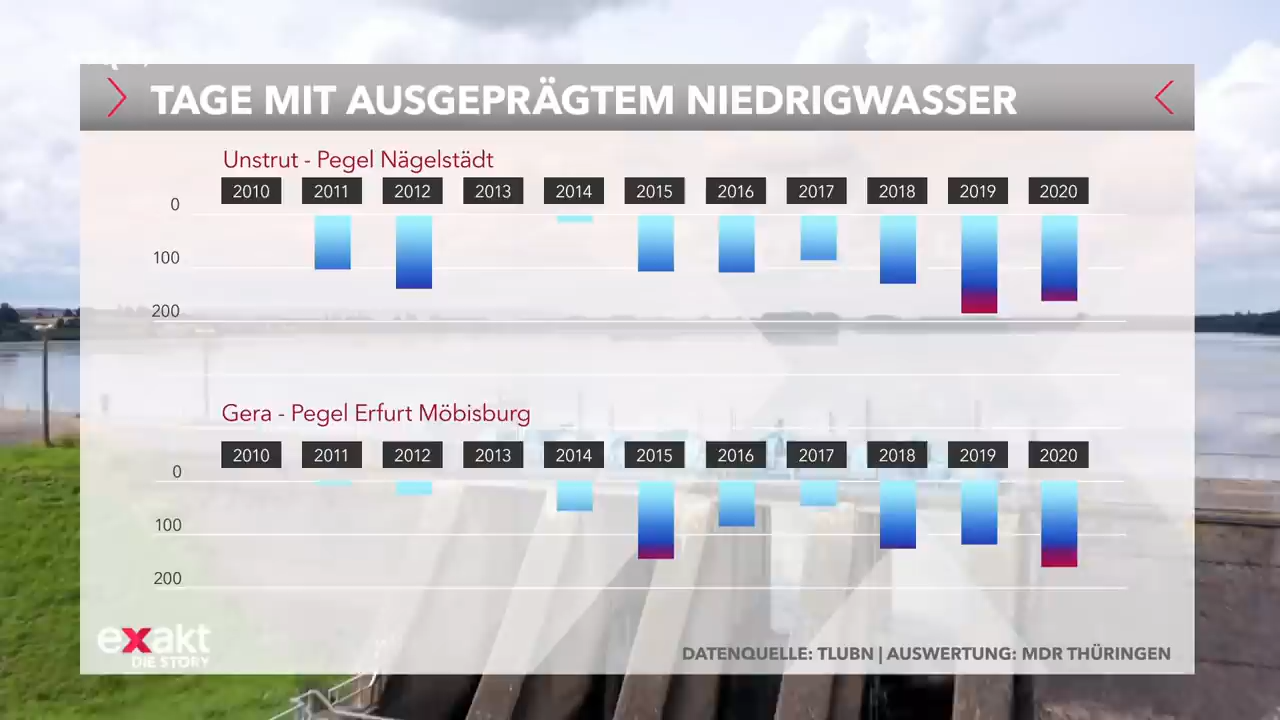 TAGE MIT AUSGEPRÄGTEM NIEDRIGWASSER
Unstrut - Pegel Nägelstädt
2010 2011 2012 2013 2014 2015 2016 2017 2018 2019 2020
0
100
200
Gera - Pegel Erfurt Möbisburg
2010 2011 2012 2013 2014 2015 2016 2017 2018 2019 2020
0
100
200
exakt
DIE STORY
DATENQUELLE: TLUBN | AUSWERTUNG: MDR THÜRINGEN